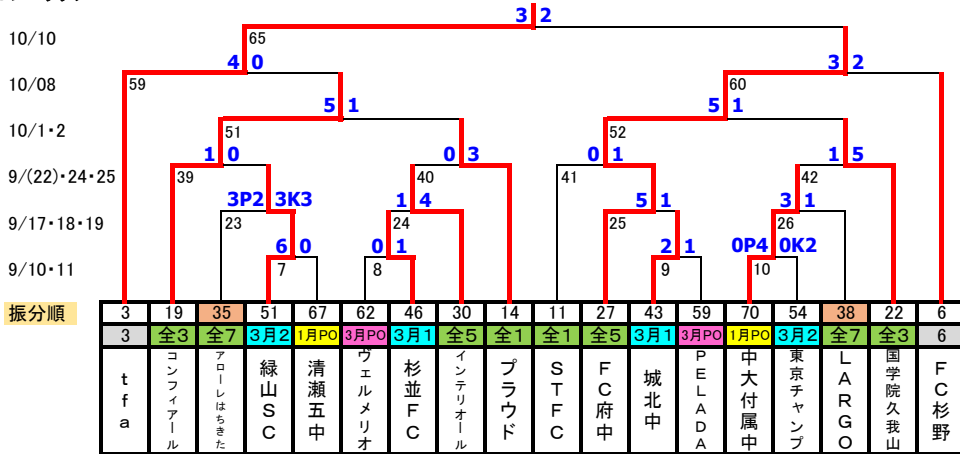 3 2
10/10
65
4 0
3 2
59
10/08
60
5 1
5 1
10/1・2
51
52
1 0
0 3
0 1
1 5
9/(22)・24・25
39
40
41
42
3P2 3K3
1 4
5 1
3 1
9/17・18・19
23
24
25
26
6 0
0 1
2 1
0P4 0K2
9/10・11
7
8
9
10
振分順
3 19 35 51 67 62 46 30 14 11 27 43 59 70 54 38 22 6
3 全3 全7 3月2 1月PO 3月PO 3月1 全5 全1 全1 全5 3月1 3月PO 1月PO 3月2 全7 全3 6
tfa
コンフィアール
アローレはちきた
緑山SC
清瀬五中
ヴェルメリオ
杉並FC
インテリオール
プラウド
STFC
FC府中
城北中
PELADA
中大付属中
東京チャンプ
LARGO
国学院久我山
FC杉野